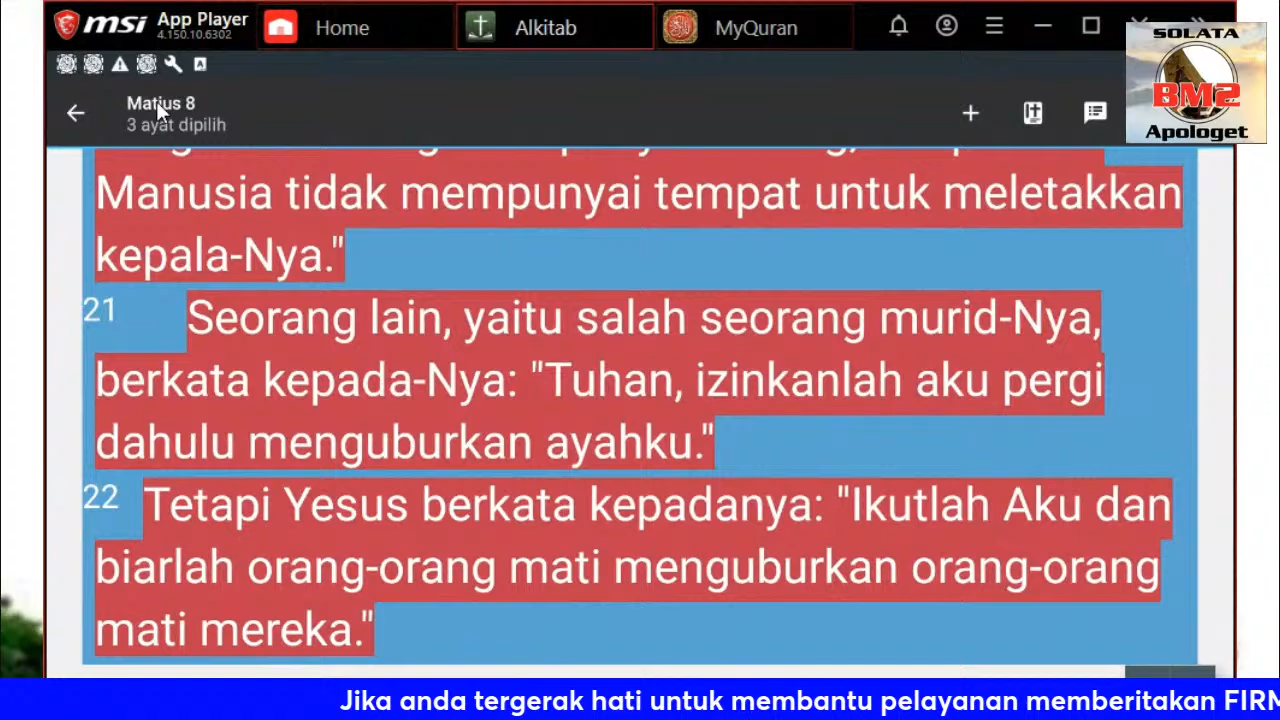 msi App Player
4.150.10.6302
Home
Alkitab
MyQuran
SOLATA
BM2
Apologet
Matius 8
3 ayat dipilih
Manusia tidak mempunyai tempat untuk meletakkan
kepala-Nya."
21 Seorang lain, yaitu salah seorang murid-Nya,
berkata kepada-Nya: "Tuhan, izinkanlah aku pergi
dahulu menguburkan ayahku."
22 Tetapi Yesus berkata kepadanya: "Ikutlah Aku dan
biarlah orang-orang mati menguburkan orang-orang
mati mereka."
Jika anda tergerak hati untuk membantu pelayanan memberitakan FIRM